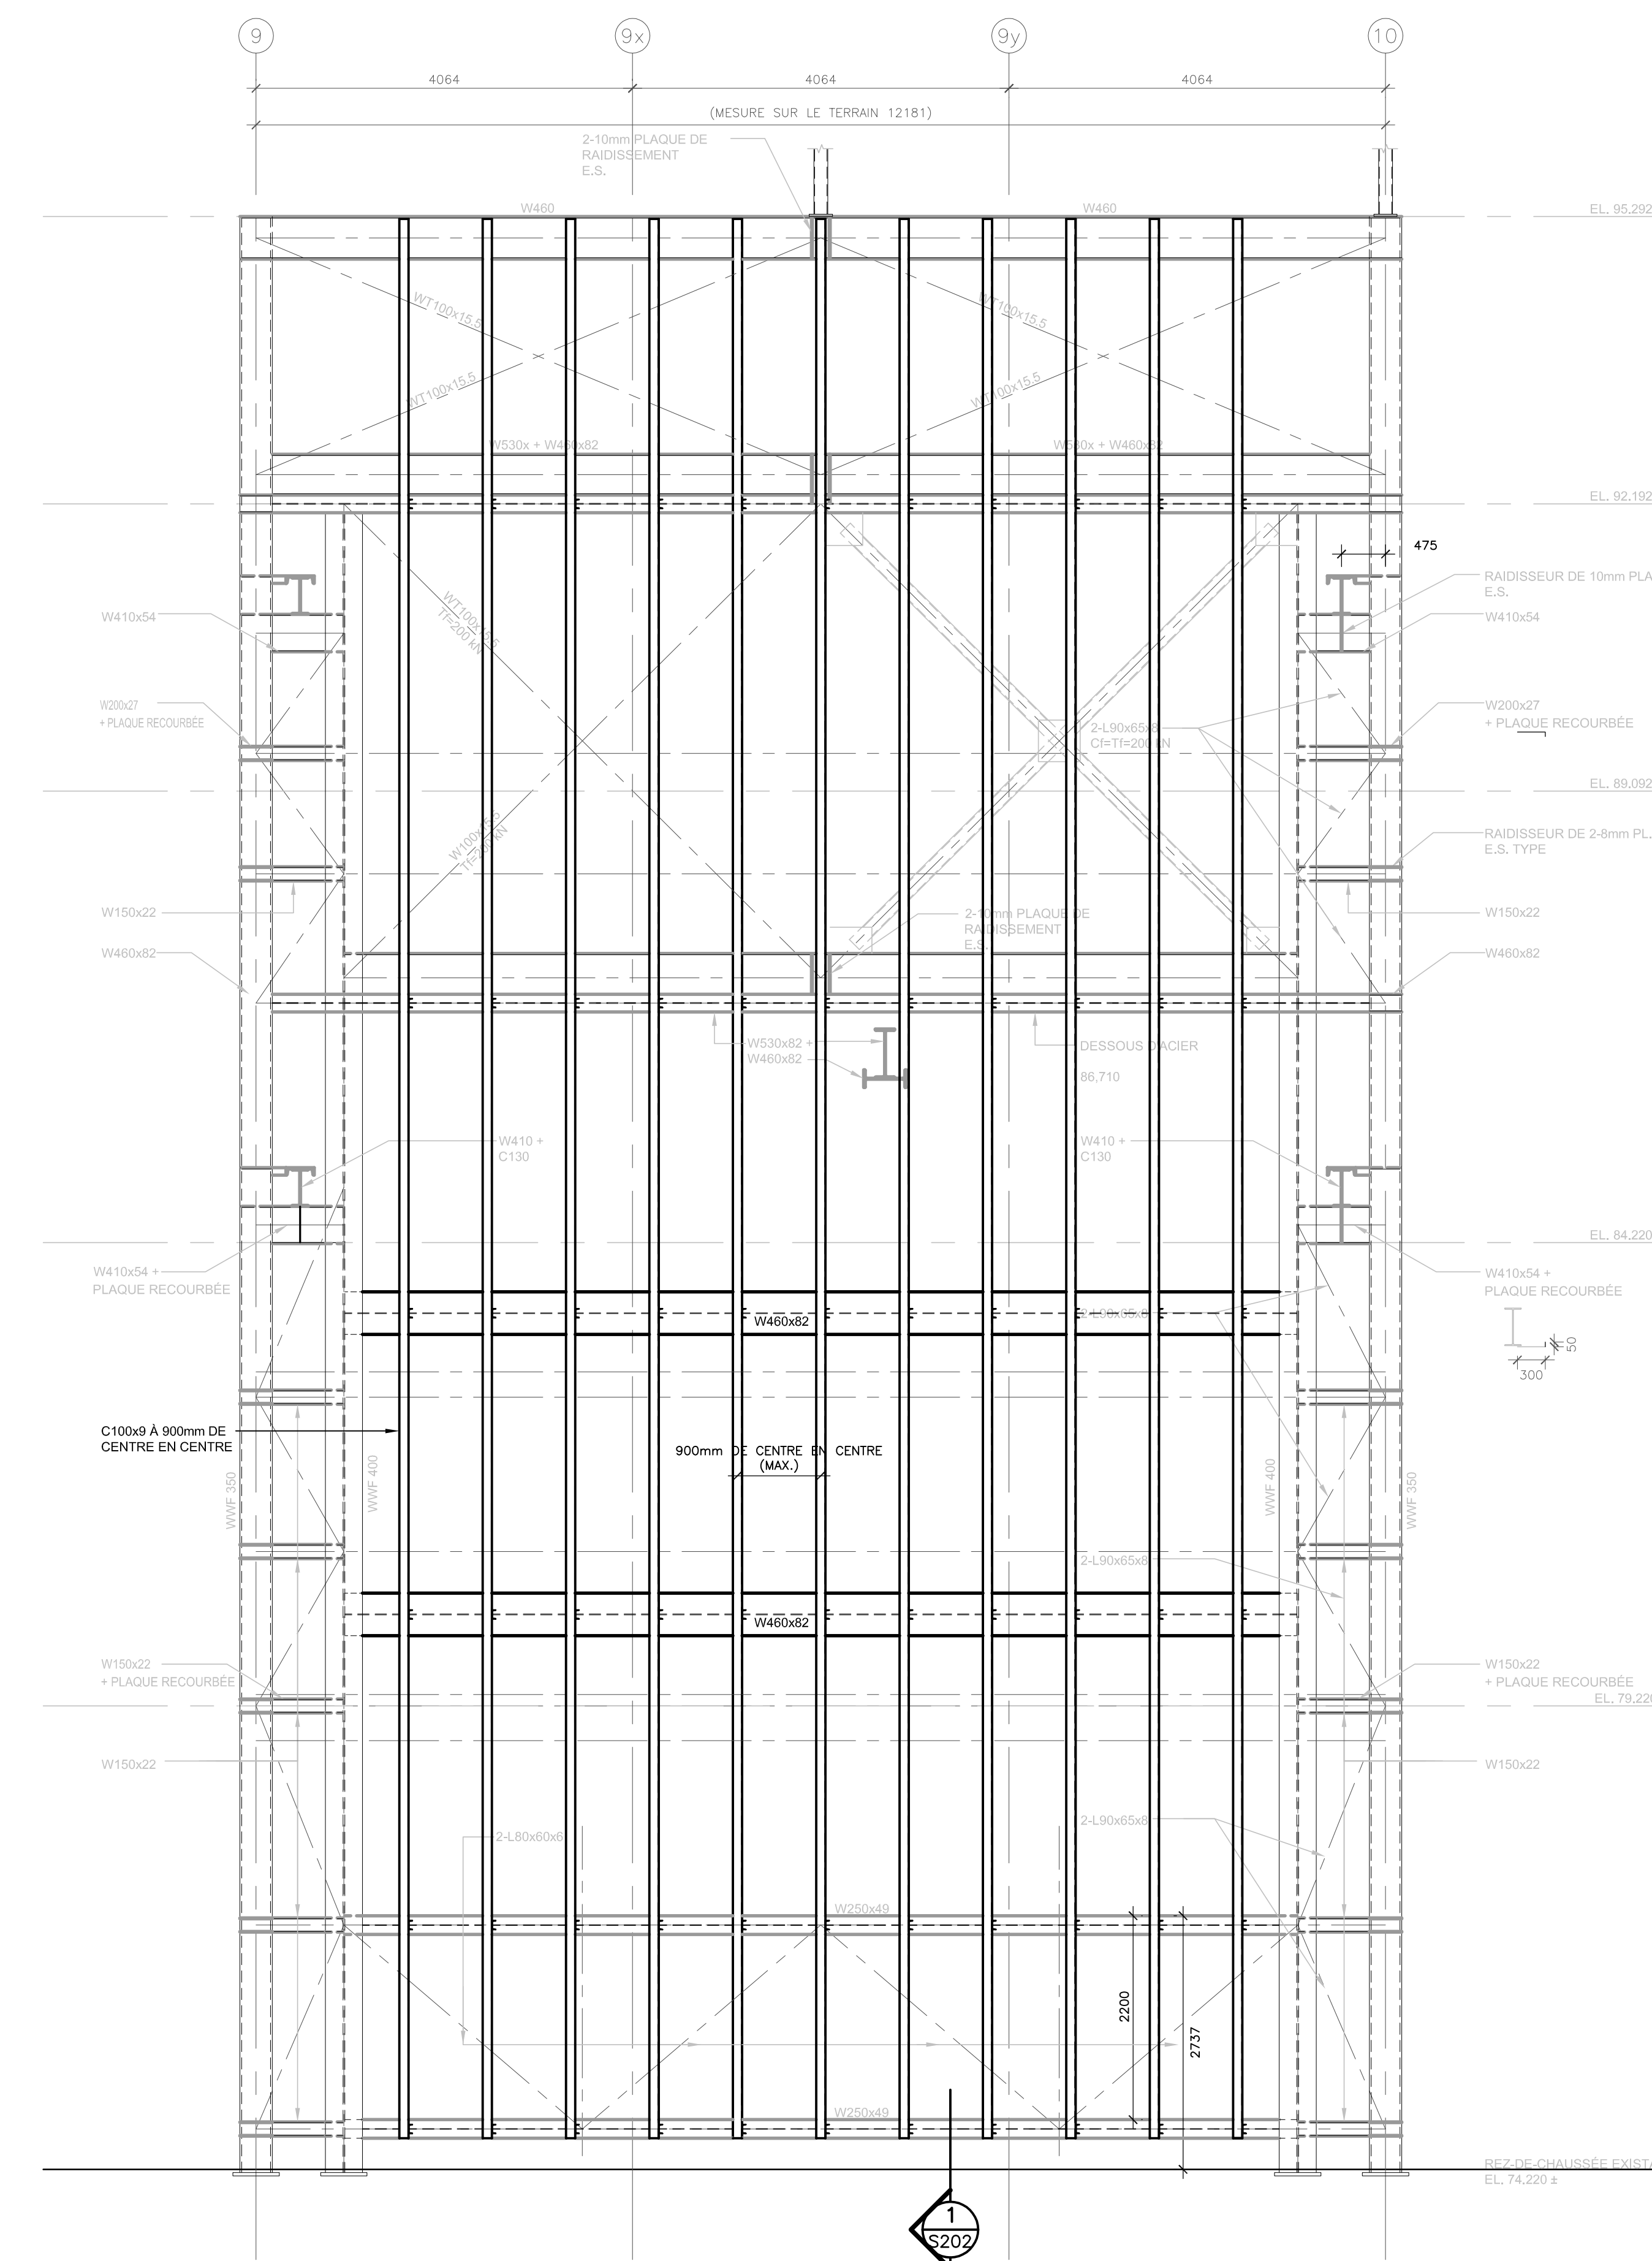 9
9x
9y
10
4064
4064
4064
(MESURE SUR LE TERRAIN 12181)
2-10mm PLAQUE DE
RAIDISSEMENT
E.S.
W460
W460
EL. 95.292
WT100x15.5
WT100x15.5
WT100x15.5
WT100x15.5
W530x + W460x82
W530x + W460x82
EL. 92.192
475
RAIDISSEUR DE 10mm
E.S.
W410x54
W410x54
WT100x15.5
Tf=200 kN
W200x27
+ PLAQUE RECOURBÉE
2-L90x65x8
Cf=Tf=200 kN
W200x27
+ PLAQUE RECOURBÉE
EL. 89.092
W100x15.5
Tf=200 kN
RAIDISSEUR DE 2-8mm PL.
E.S. TYPE
W150x22
2-10mm PLAQUE DE
RAIDISSEMENT
E.S.
W150x22
W460x82
W460x82
W530x82 +
W460x82
DESSOUS D'ACIER
86,710
W410 +
C130
W410 +
C130
EL. 84.220
W410x54 +
PLAQUE RECOURBÉE
W410x54 +
PLAQUE RECOURBÉE
W460x82
2-L90x65x8
50
300
C100x9 À 900mm DE
CENTRE EN CENTRE
900mm DE CENTRE EN CENTRE
(MAX.)
WWF 350
WWF 400
WWF 400
WWF 350
2-L90x65x8
W460x82
W150x22
+ PLAQUE RECOURBÉE
W150x22
+ PLAQUE RECOURBÉE
EL. 79.220
W150x22
W150x22
2-L80x60x6
2-L90x65x8
W250x49
2200
2737
W250x49
REZ-DE-CHAUSSÉE
EL. 74.220 ±
1
S202